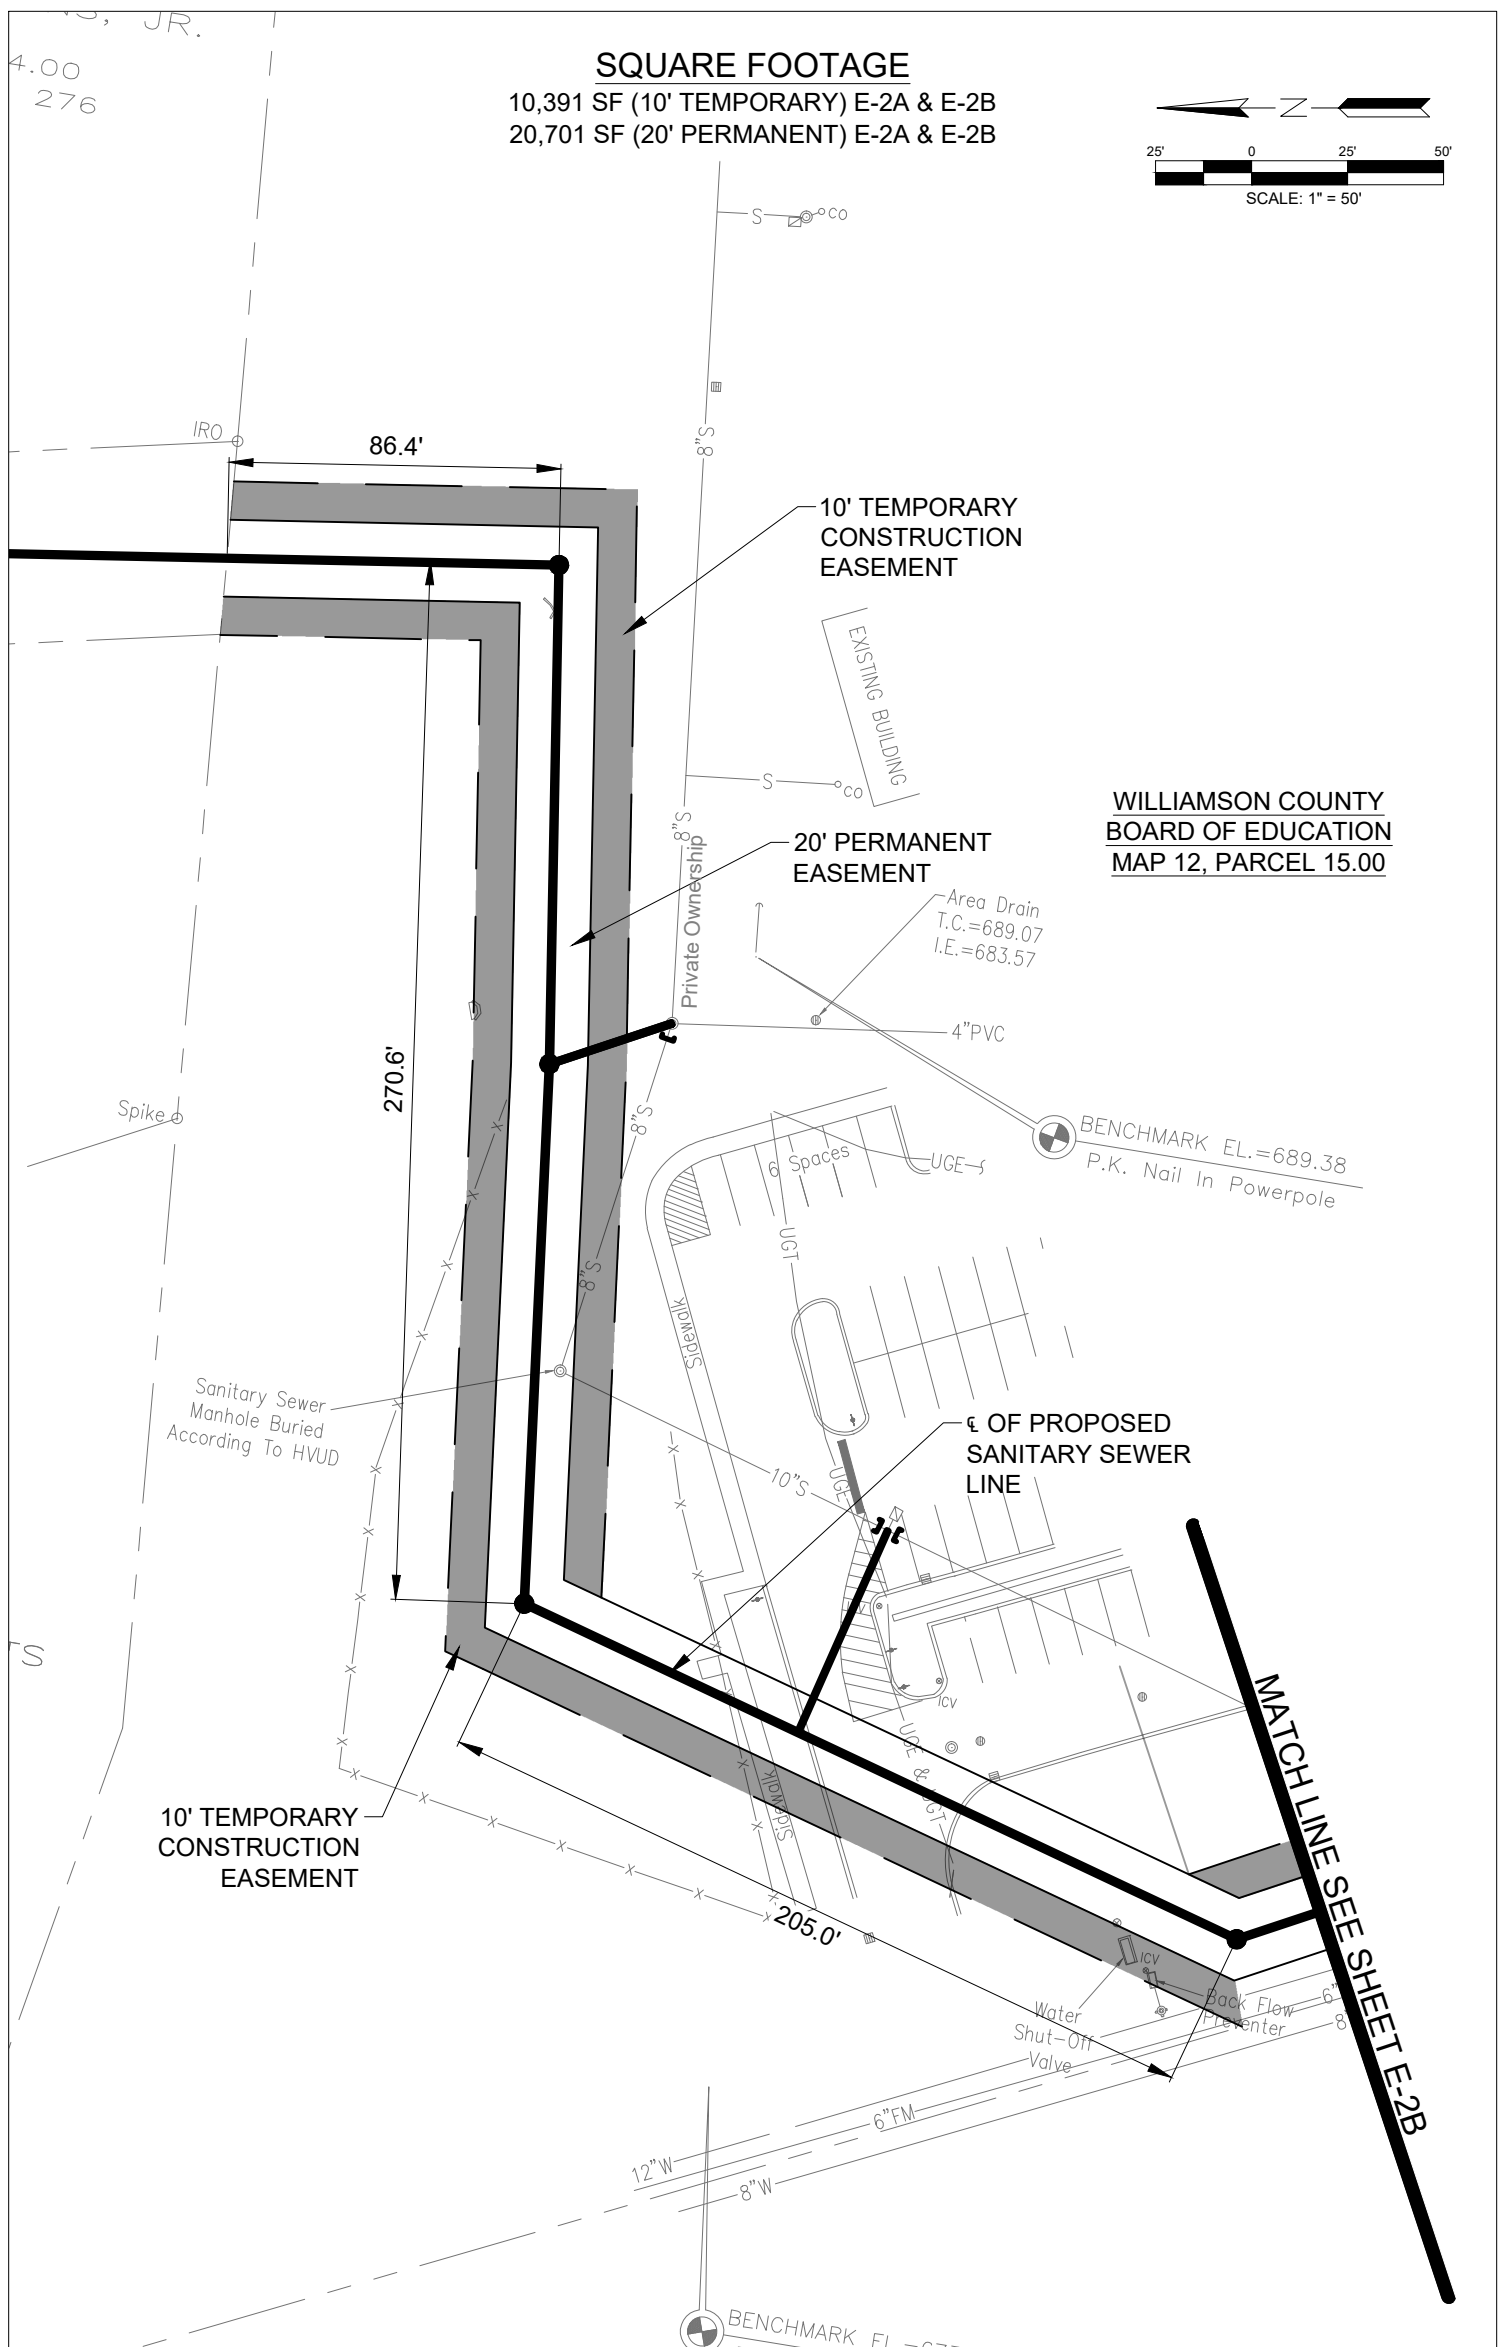 JR.
4.00
276
SQUARE FOOTAGE
10,391 SF (10' TEMPORARY) E-2A & E-2B
20,701 SF (20' PERMANENT) E-2A & E-2B
Z
25' 0 25' 50'
SCALE: 1" = 50'
S
CO
IRO
86.4'
8"S
10' TEMPORARY
CONSTRUCTION
EASEMENT
EXISTING BUILDING
S
CO
8"S
Private Ownership
WILLIAMSON COUNTY
BOARD OF EDUCATION
MAP 12, PARCEL 15.00
20' PERMANENT
EASEMENT
Area Drain
T.C.=689.07
I.E.=683.57
4"PVC
270.6'
Spike
8"S
BENCHMARK EL.=689.38
P.K. Nail In Powerpole
6 Spaces
UGE
UGT
8"S
Sidewalk
Sanitary Sewer
Manhole Buried
According To HVUD
℄ OF PROPOSED
SANITARY SEWER
LINE
10"S
UGE
ICV
UGE & UGT
MATCH LINE SEE SHEET E-2B
10' TEMPORARY
CONSTRUCTION
EASEMENT
Sidewalk
205.0'
ICV
Water
Shut-Off
Valve
Back Flow
Preventer
6"
8"
6"FM
12"W
8"W